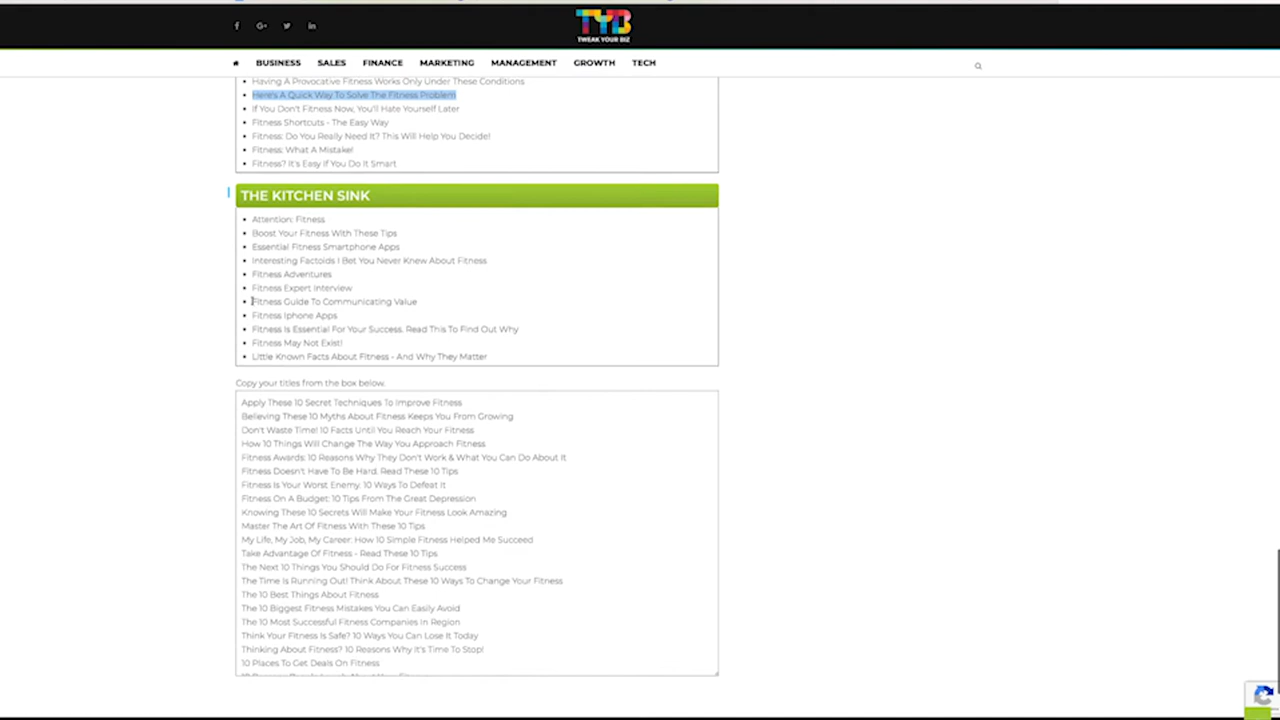 TYB
TWEAK YOUR BIZ
BUSINESS SALES FINANCE MARKETING MANAGEMENT GROWTH TECH
Having A Provocative Fitness Works Only Under These Conditions
Here's A Quick Way To Solve The Fitness Problem
If You Don't Fitness Now, You'll Hate Yourself Later
Fitness Shortcuts - The Easy Way
Fitness: Do You Really Need It? This Will Help You Decide!
Fitness: What A Mistake!
Fitness? It's Easy If You Do It Smart
THE KITCHEN SINK
Attention: Fitness
Boost Your Fitness With These Tips
Essential Fitness Smartphone Apps
Interesting Factoids I Bet You Never Knew About Fitness
Fitness Adventures
Fitness Expert Interview
Fitness Guide To Communicating Value
Fitness Iphone Apps
Fitness Is Essential For Your Success. Read This To Find Out Why
Fitness May Not Exist!
Little Known Facts About Fitness - And Why They Matter
Copy your titles from the box below.
Apply These 10 Secret Techniques To Improve Fitness
Believing These 10 Myths About Fitness Keeps You From Growing
Don't Waste Time! 10 Facts Until You Reach Your Fitness
How 10 Things Will Change The Way You Approach Fitness
Fitness Awards: 10 Reasons Why They Don't Work & What You Can Do About It
Fitness Doesn't Have To Be Hard. Read These 10 Tips
Fitness Is Your Worst Enemy. 10 Ways To Defeat It
Fitness On A Budget: 10 Tips From The Great Depression
Knowing These 10 Secrets Will Make Your Fitness Look Amazing
Master The Art Of Fitness With These 10 Tips
My Life, My Job, My Career: How 10 Simple Fitness Helped Me Succeed
Take Advantage Of Fitness - Read These 10 Tips
The Next 10 Things You Should Do For Fitness Success
The Time Is Running Out! Think About These 10 Ways To Change Your Fitness
The 10 Best Things About Fitness
The 10 Biggest Fitness Mistakes You Can Easily Avoid
The 10 Most Successful Fitness Companies In Region
Think Your Fitness Is Safe? 10 Ways You Can Lose It Today
Thinking About Fitness? 10 Reasons Why It's Time To Stop!
10 Places To Get Deals On Fitness